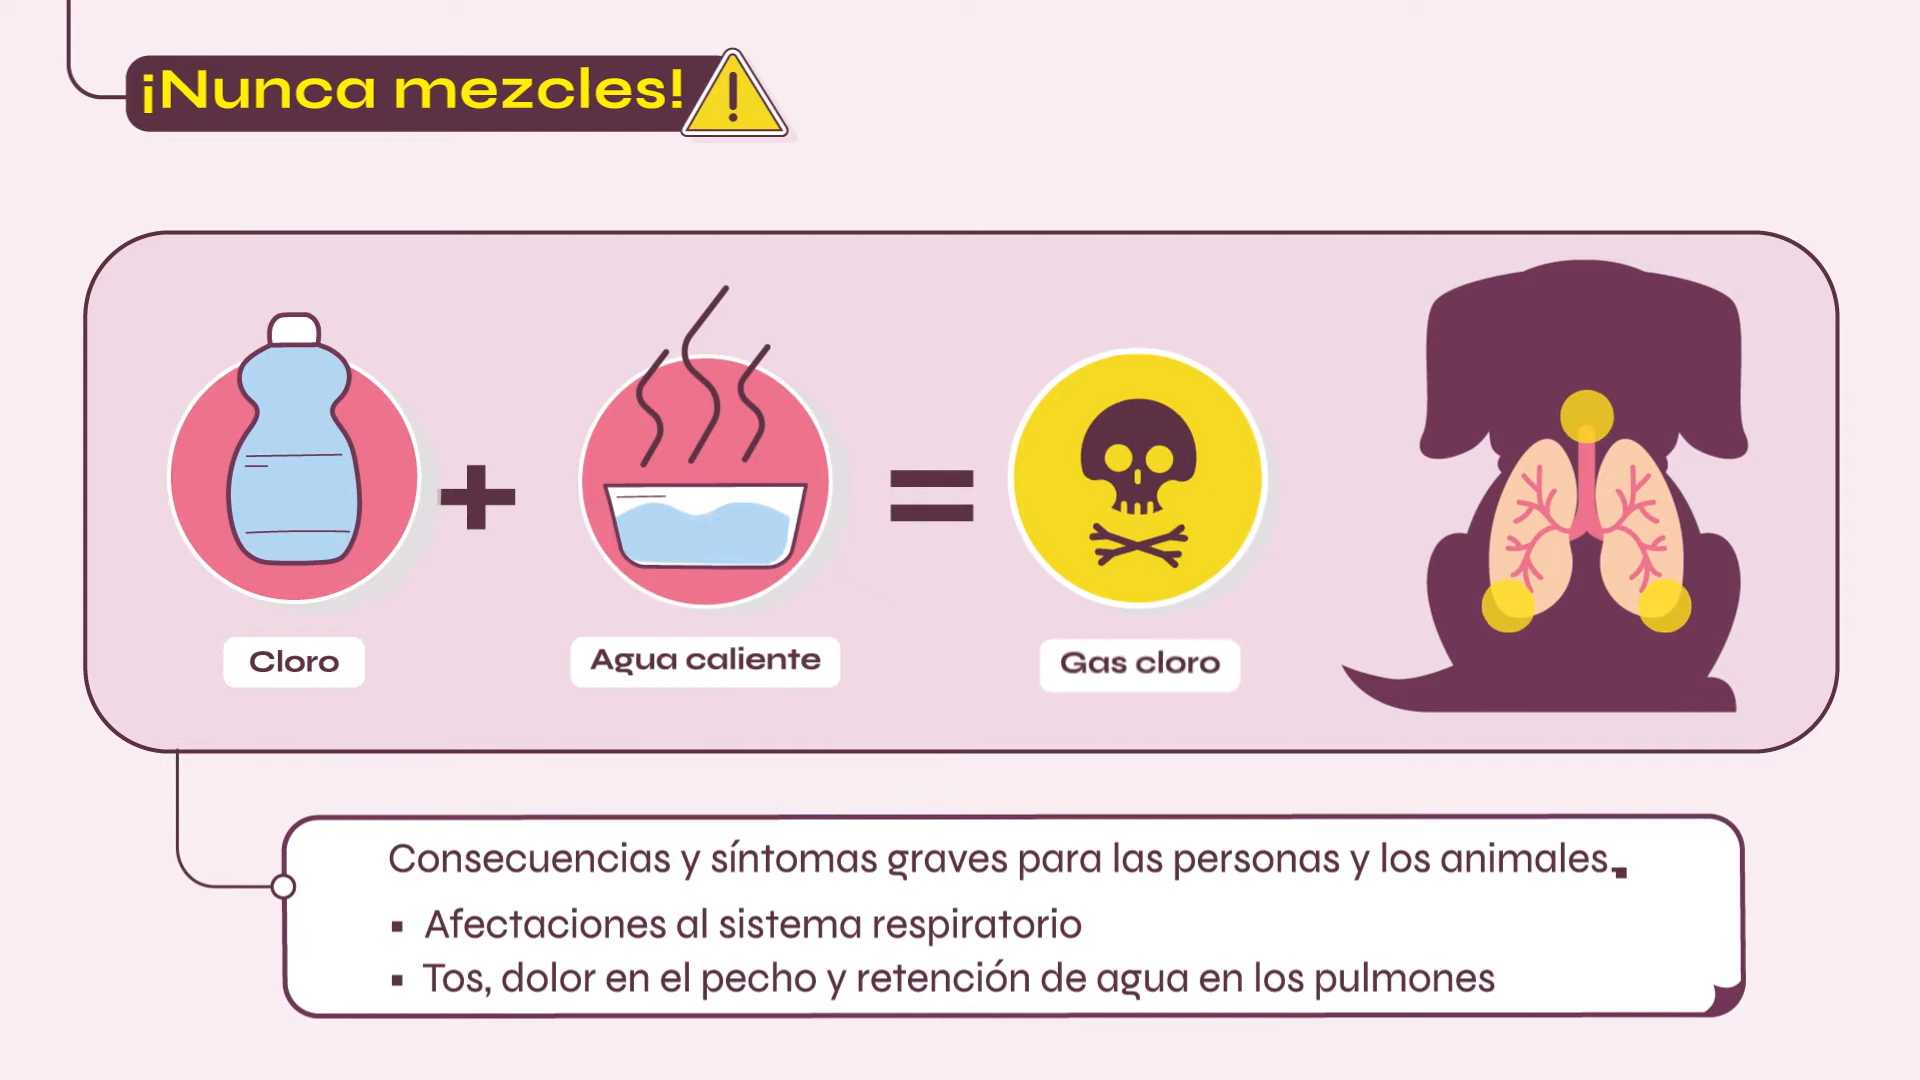 ¡Nunca mezcles!
Cloro
Agua caliente
Gas cloro
Consecuencias y síntomas graves para las personas y los animales.
▪ Afectaciones al sistema respiratorio
▪ Tos, dolor en el pecho y retención de agua en los pulmones